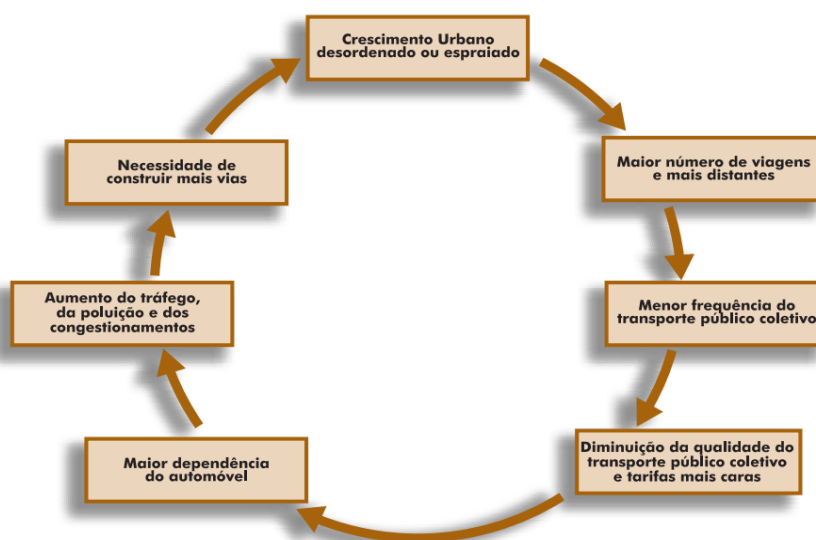 Crescimento Urbano
desordenado ou espraiado
Maior número de viagens
e mais distantes
Menor frequência do
transporte público coletivo
Diminuição da qualidade do
transporte público coletivo
e tarifas mais caras
Maior dependência
do automóvel
Aumento do tráfego,
da poluição e dos
congestionamentos
Necessidade de
construir mais vias